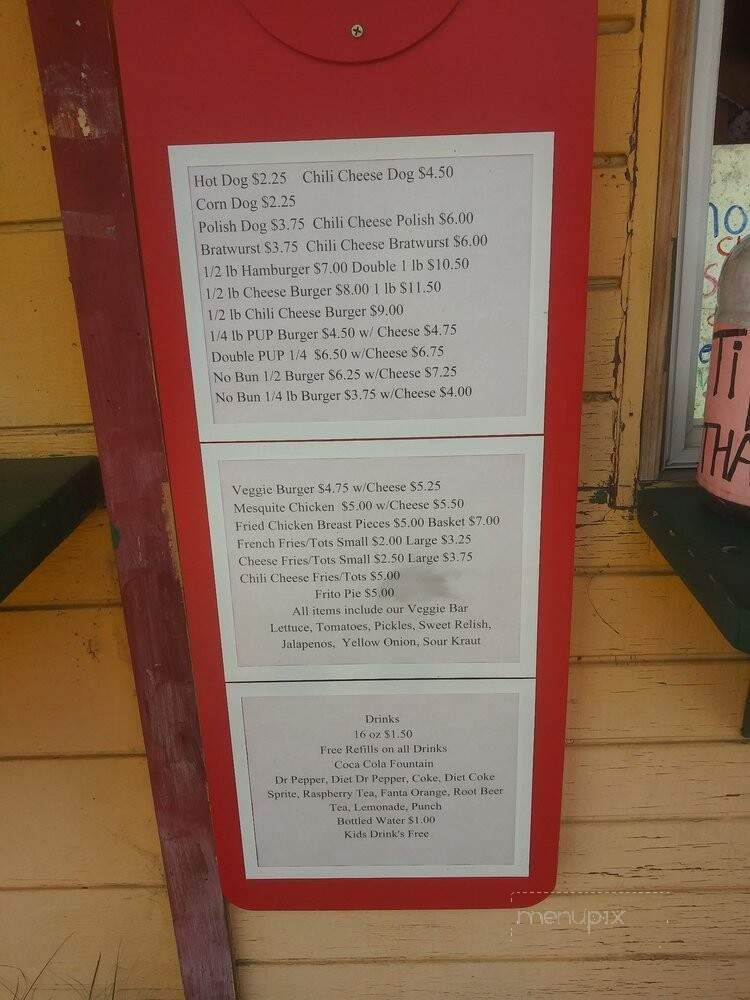 Hot Dog $2.25 Chili Cheese Dog $4.50
Corn Dog $2.25
Polish Dog $3.75 Chili Cheese Polish $6.00
Bratwurst $3.75 Chili Cheese Bratwurst $6.00
1/2 lb Hamburger $7.00 Double 1 lb $10.50
1/2 lb Cheese Burger $8.00 1 lb $11.50
1/2 lb Chili Cheese Burger $9.00
1/4 lb PUP Burger $4.50 w/ Cheese $4.75
Double PUP 1/4 $6.50 w/Cheese $6.75
No Bun 1/2 Burger $6.25 w/Cheese $7.25
No Bun 1/4 lb Burger $3.75 w/Cheese $4.00
Veggie Burger $4.75 w/Cheese $5.25
Mesquite Chicken $5.00 w/Cheese $5.50
Fried Chicken Breast Pieces $5.00 Basket $7.00
French Fries/Tots Small $2.00 Large $3.25
Cheese Fries/Tots Small $2.50 Large $3.75
Chili Cheese Fries/Tots $5.00
Frito Pie $5.00
All items include our Veggie Bar
Lettuce, Tomatoes, Pickles, Sweet Relish,
Jalapenos, Yellow Onion, Sour Kraut
Drinks
16 oz $1.50
Free Refills on all Drinks
Coca Cola Fountain
Dr Pepper, Diet Dr Pepper, Coke, Diet Coke
Sprite, Raspberry Tea, Fanta Orange, Root Beer
Tea, Lemonade, Punch
Bottled Water $1.00
Kids Drink's Free
menupix